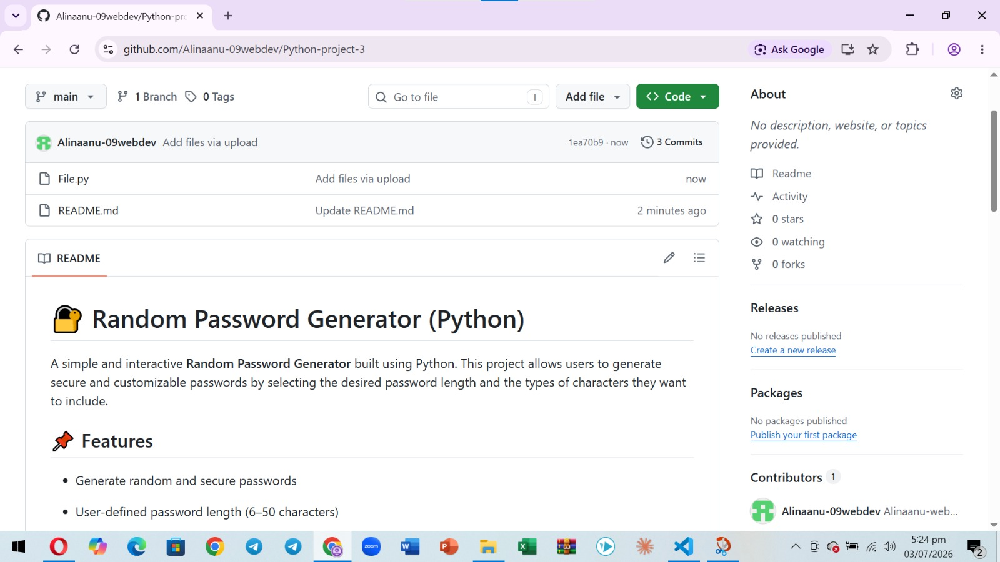 Alinaanu-09webdev/Python-pro
github.com/Alinaanu-09webdev/Python-project-3
Ask Google
main
1 Branch
0 Tags
Go to file
T
Add file
Code
Alinaanu-09webdev Add files via upload
1ea70b9 · now
3 Commits
File.py
Add files via upload
now
README.md
Update README.md
2 minutes ago
README
Random Password Generator (Python)
A simple and interactive Random Password Generator built using Python. This project allows users to generate
secure and customizable passwords by selecting the desired password length and the types of characters they want
to include.
Features
• Generate random and secure passwords
• User-defined password length (6–50 characters)
About
No description, website, or topics
provided.
Readme
Activity
0 stars
0 watching
0 forks
Releases
No releases published
Create a new release
Packages
No packages published
Publish your first package
Contributors 1
Alinaanu-09webdev Alinaanu-web...
zoom
W
P
X
5:24 pm
03/07/2026
2